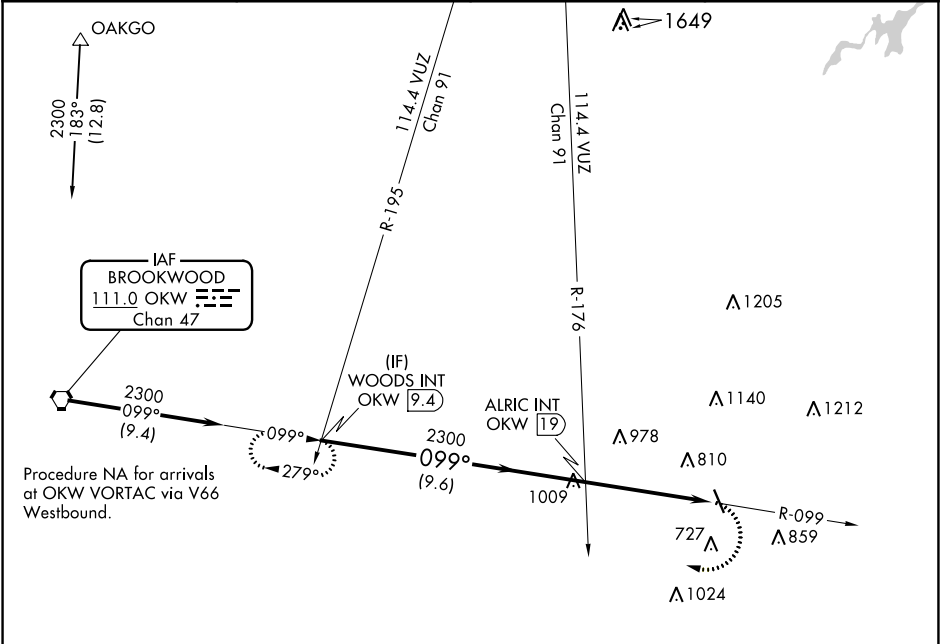 OAKGO
2300
183°
(12.8)
114.4 VUZ
Chan 91
R-195
114.4 VUZ
Chan 91
R-176
1649
IAF
BROOKWOOD
111.0 OKW
Chan 47
1205
(IF)
WOODS INT
OKW 9.4
2300
099°
(9.4)
099°
279°
2300
099°
(9.6)
ALRIC INT
OKW 19
1140
1212
978
810
1009
Procedure NA for arrivals
at OKW VORTAC via V66
Westbound.
R-099
727
859
1024